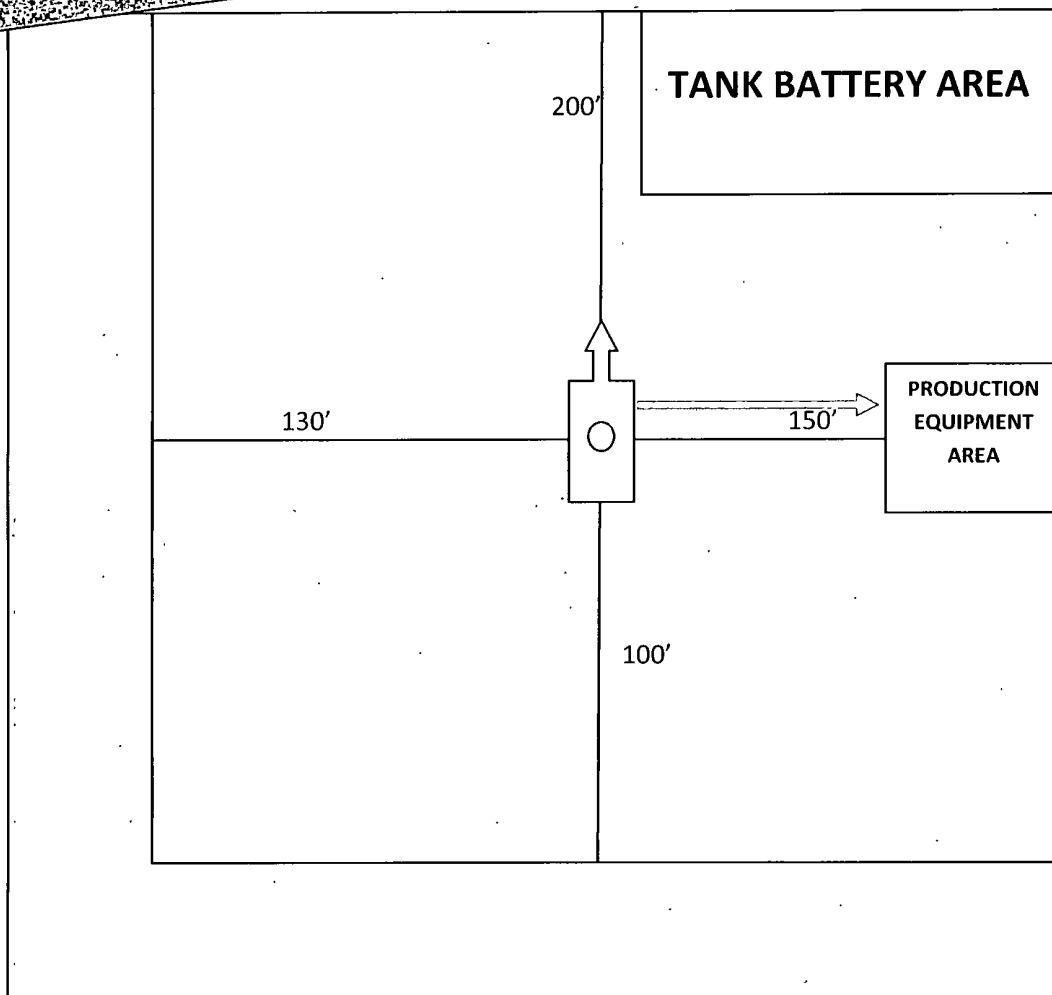 TANK BATTERY AREA
200'
130'
150'
PRODUCTION
EQUIPMENT
AREA
100'